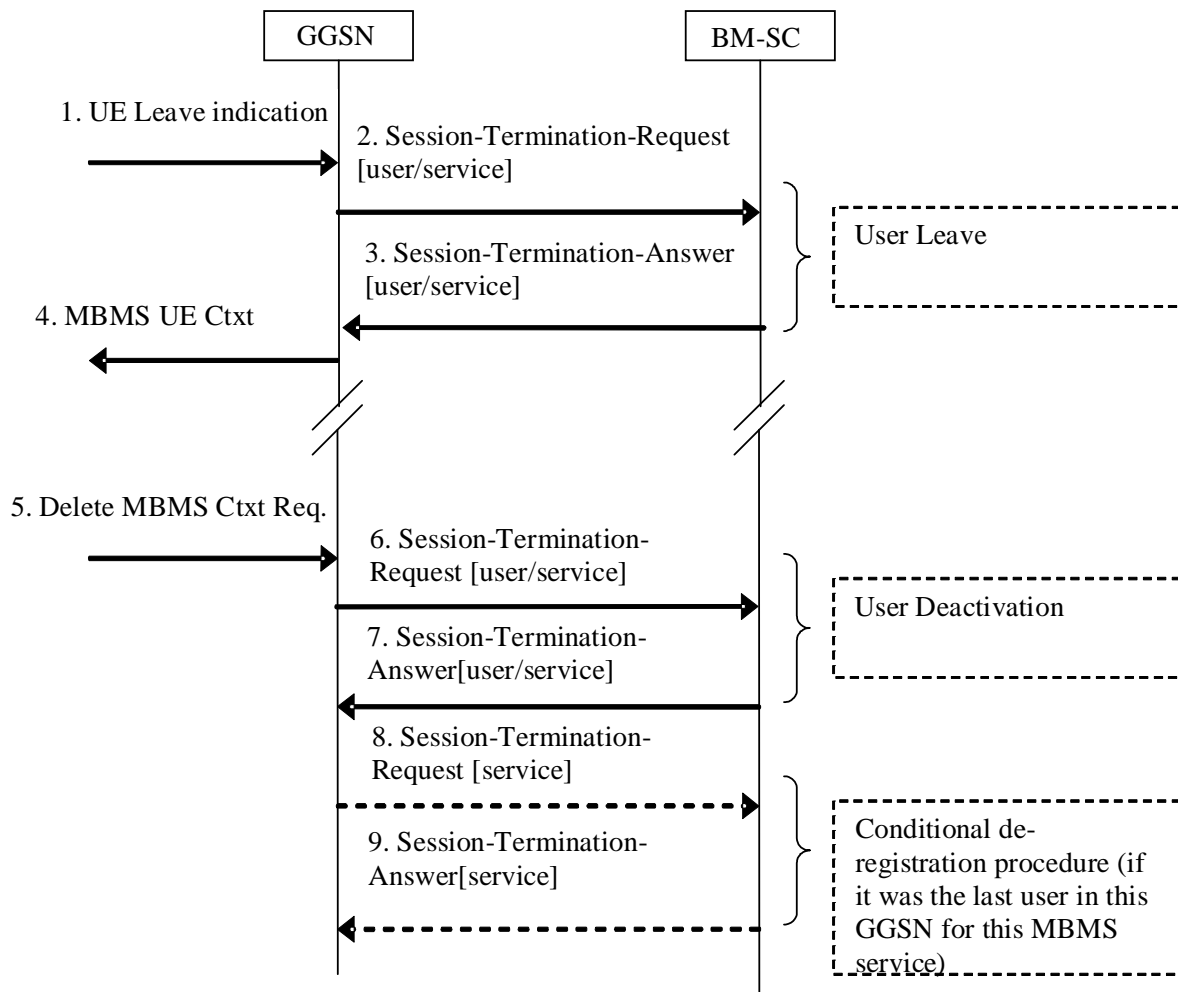 GGSN
BM-SC
1. UE Leave indication
2. Session-Termination-Request
[user/service]
3. Session-Termination-Answer
[user/service]
User Leave
4. MBMS UE Ctxt
5. Delete MBMS Ctxt Req.
6. Session-Termination-
Request [user/service]
7. Session-Termination-
Answer[user/service]
User Deactivation
8. Session-Termination-
Request [service]
9. Session-Termination-
Answer[service]
Conditional de-
registration procedure (if
it was the last user in this
GGSN for this MBMS
service)